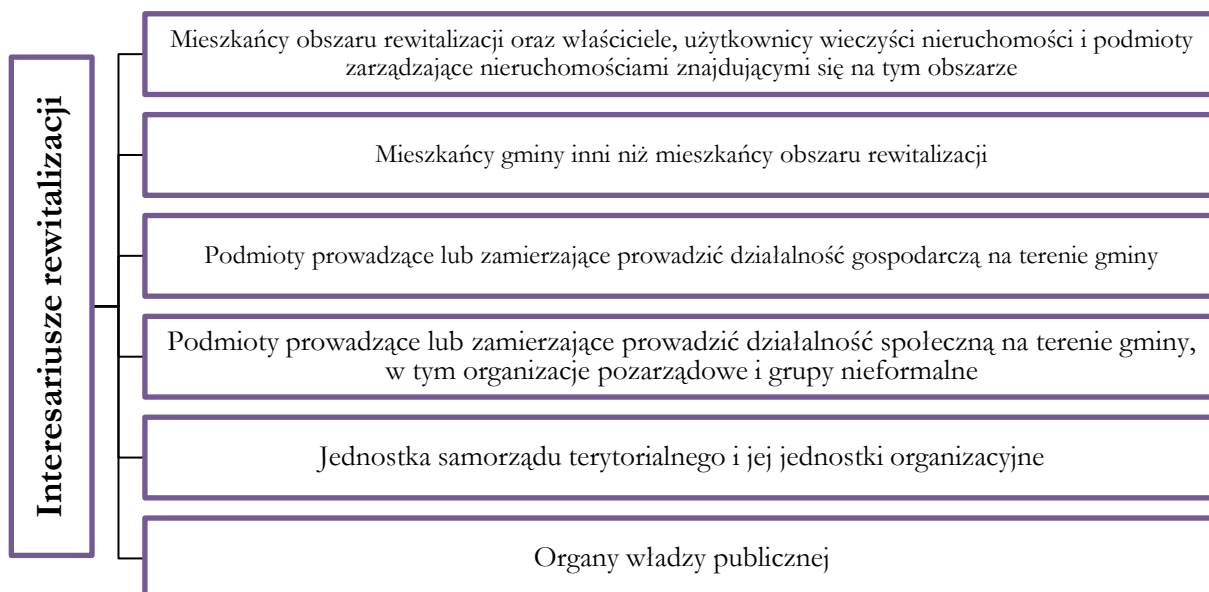 Interesariusze rewitalizacji
Mieszkańcy obszaru rewitalizacji oraz właściciele, użytkownicy wieczyści nieruchomości i podmioty
zarządzające nieruchomościami znajdującymi się na tym obszarze
Mieszkańcy gminy inni niż mieszkańcy obszaru rewitalizacji
Podmioty prowadzące lub zamierzające prowadzić działalność gospodarczą na terenie gminy
Podmioty prowadzące lub zamierzające prowadzić działalność społeczną na terenie gminy,
w tym organizacje pozarządowe i grupy nieformalne
Jednostka samorządu terytorialnego i jej jednostki organizacyjne
Organy władzy publicznej